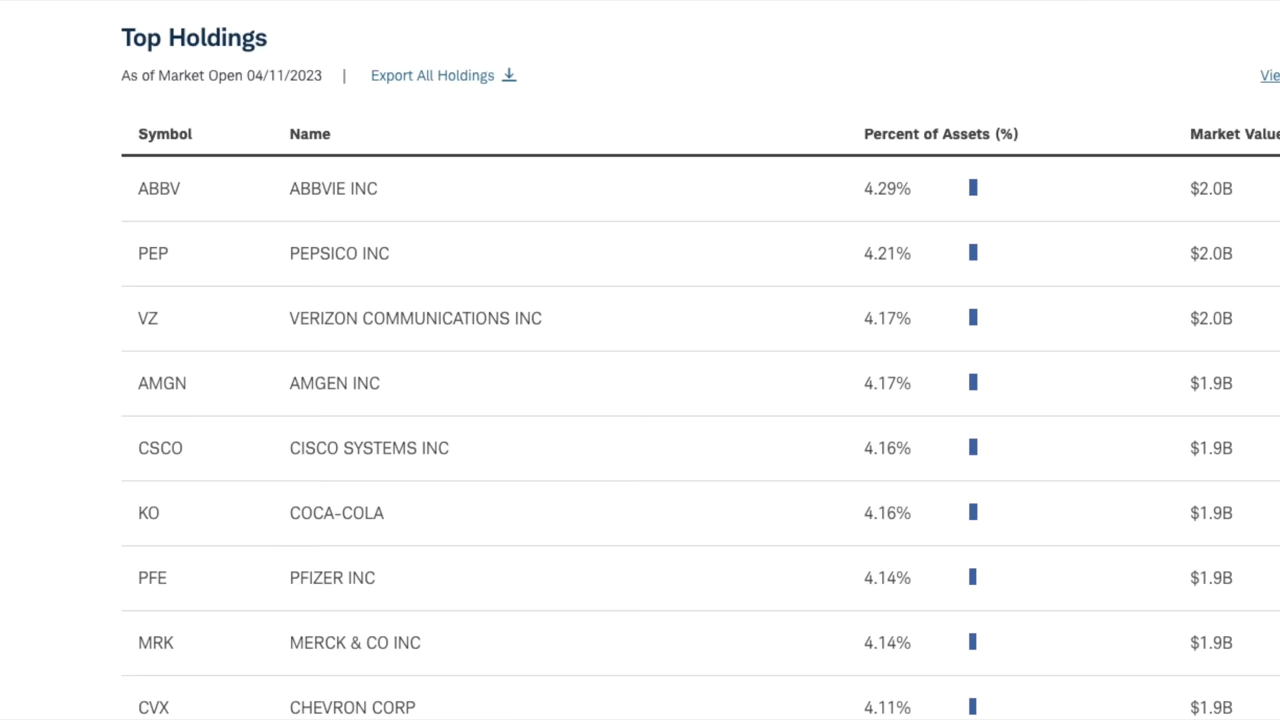 Top Holdings
As of Market Open 04/11/2023 | Export All Holdings Vie
Symbol Name Percent of Assets (%) Market Value
ABBV ABBVIE INC 4.29% $2.0B
PEP PEPSICO INC 4.21% $2.0B
VZ VERIZON COMMUNICATIONS INC 4.17% $2.0B
AMGN AMGEN INC 4.17% $1.9B
CSCO CISCO SYSTEMS INC 4.16% $1.9B
KO COCA-COLA 4.16% $1.9B
PFE PFIZER INC 4.14% $1.9B
MRK MERCK & CO INC 4.14% $1.9B
CVX CHEVRON CORP 4.11% $1.9B